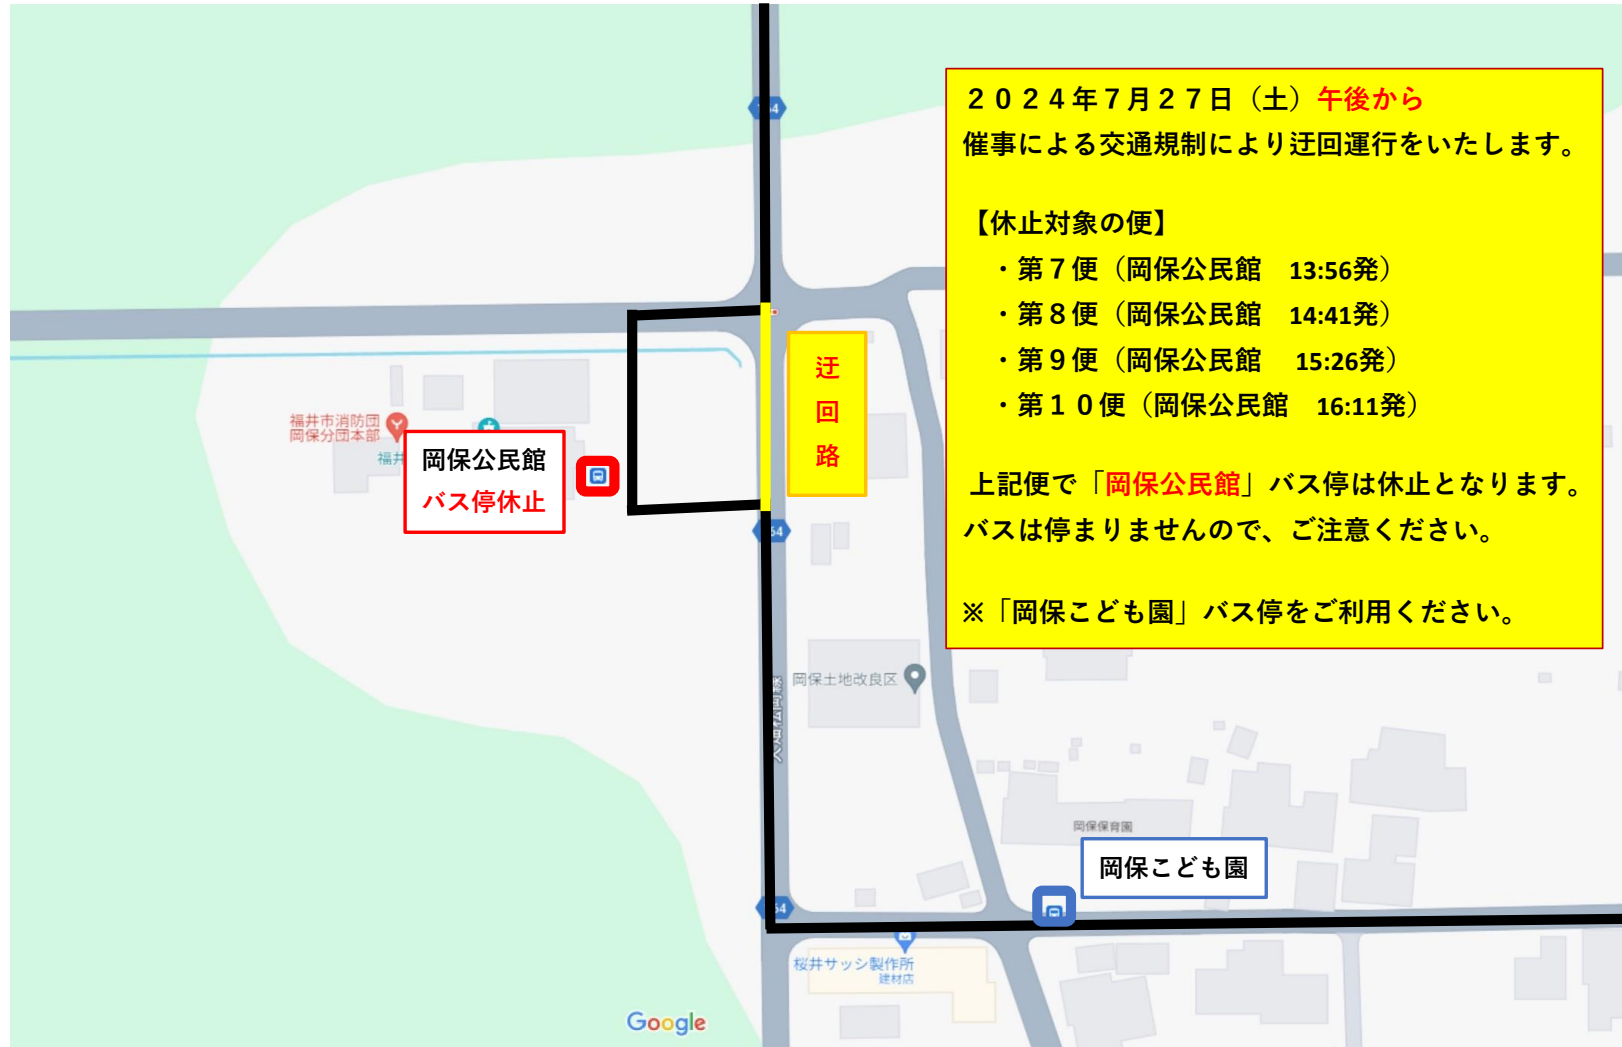 ２０２４年７月２７日（土）午後から
催事による交通規制により迂回運行をいたします。
【休止対象の便】
・第７便（岡保公民館　13:56発）
・第８便（岡保公民館　14:41発）
・第９便（岡保公民館　15:26発）
・第１０便（岡保公民館　16:11発）
上記便で「岡保公民館」バス停は休止となります。
バスは停まりませんので、ご注意ください。
※「岡保こども園」バス停をご利用ください。
迂回路
福井市消防団
岡保分団本部
福井
岡保公民館
バス停休止
64
岡保土地改良区
岡保保育園
岡保こども園
桜井サッシ製作所
建材店
Google